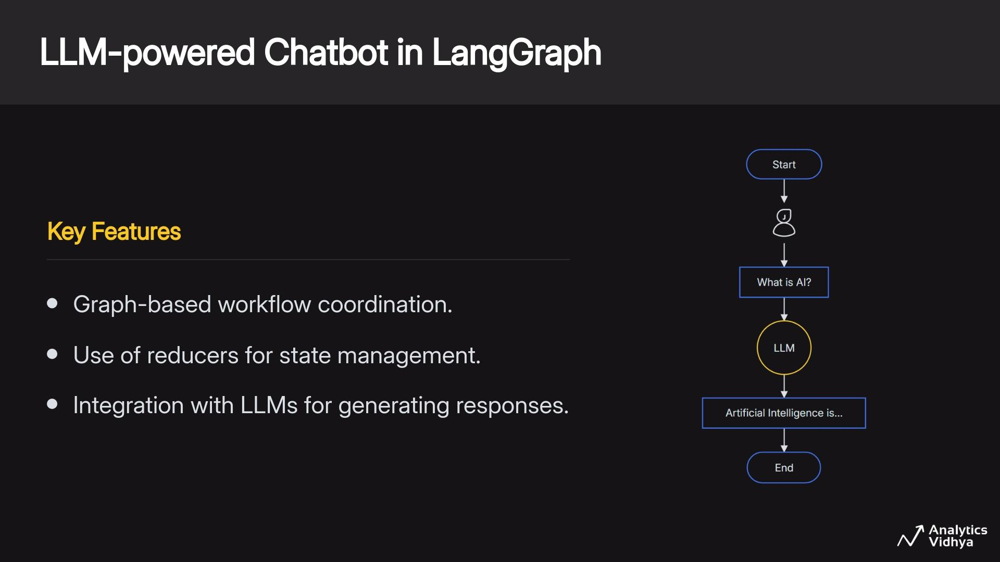 LLM-powered Chatbot in LangGraph
Key Features
Graph-based workflow coordination.
Use of reducers for state management.
Integration with LLMs for generating responses.
Start
What is AI?
LLM
Artificial Intelligence is...
End
Analytics
Vidhya